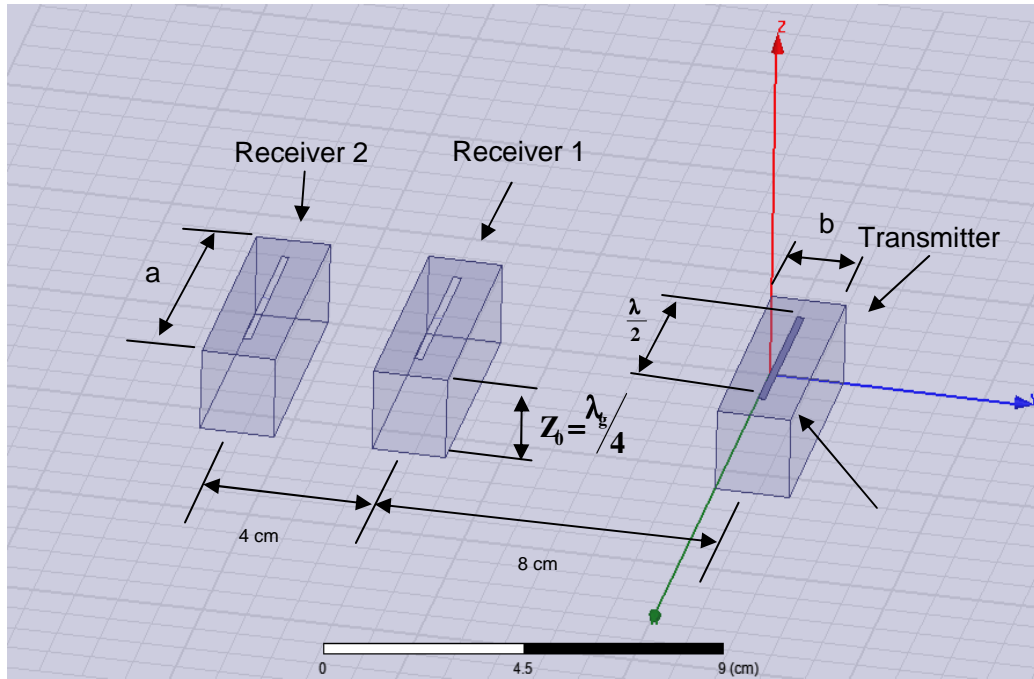 Z
Receiver 2
Receiver 1
b
Transmitter
a
λ
2
Z₀=λg/4
4 cm
8 cm
0
4.5
9 (cm)